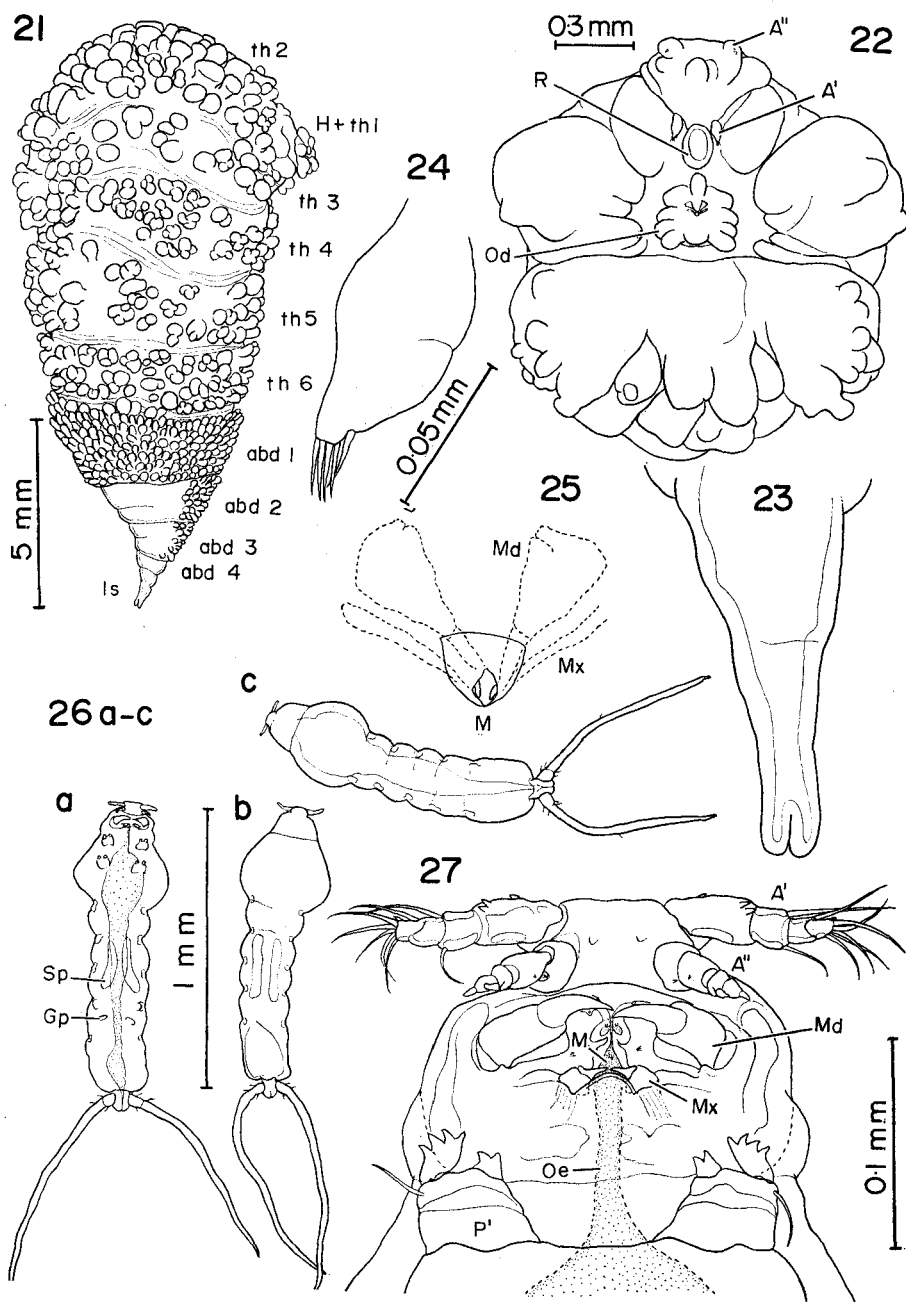 21
th 2
H + th 1
th 3
th 4
th 5
th 6
abd 1
abd 2
abd 3
abd 4
ls
5 mm
22
03 mm
A''
R
A'
Od
23
24
0·05 mm
25
Md
Mx
M
26 a-c
a
b
c
Sp
Gp
1 mm
27
A'
A''
M
Md
Mx
Oe
P'
0·1 mm